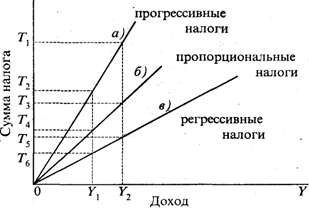 прогрессивные
налоги
T₁
а)
пропорциональные
налоги
б)
T₂
T₃
в)
T₄
T₅
T₆
регрессивные
налоги
Сумма налога
0
Y₁
Y₂
Y
Доход